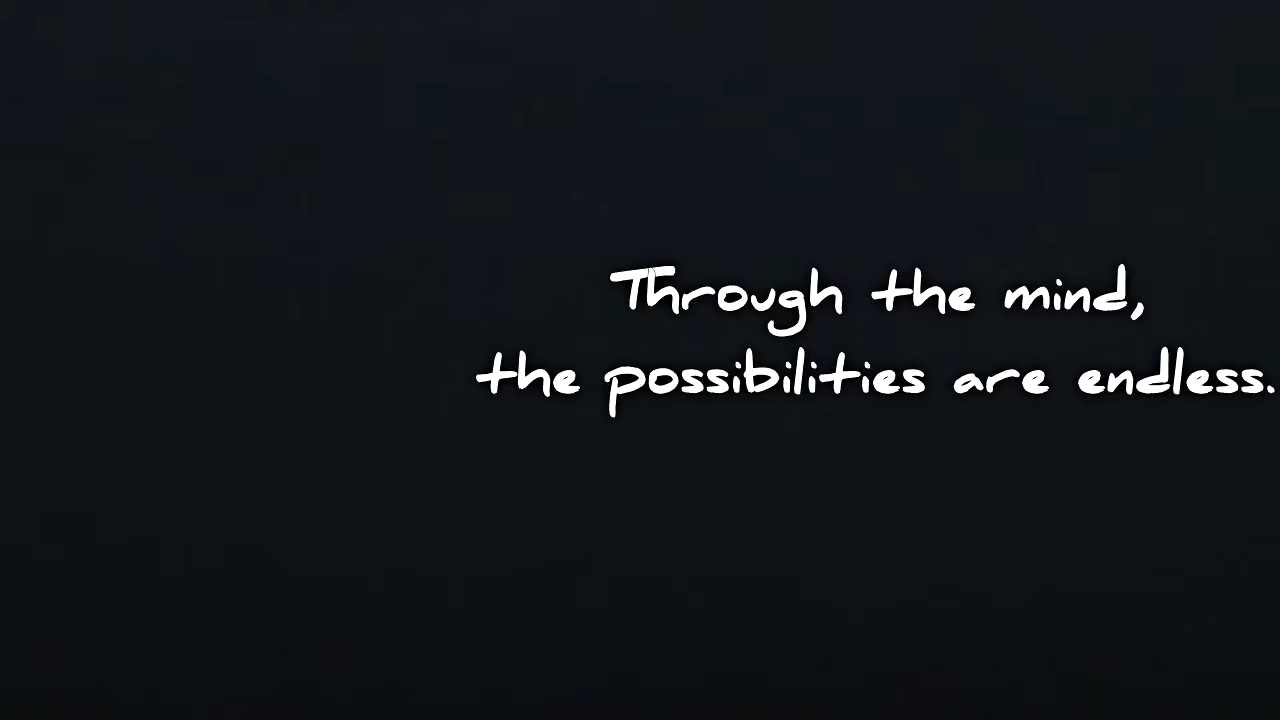 Through the mind,
the possibilities are endless.